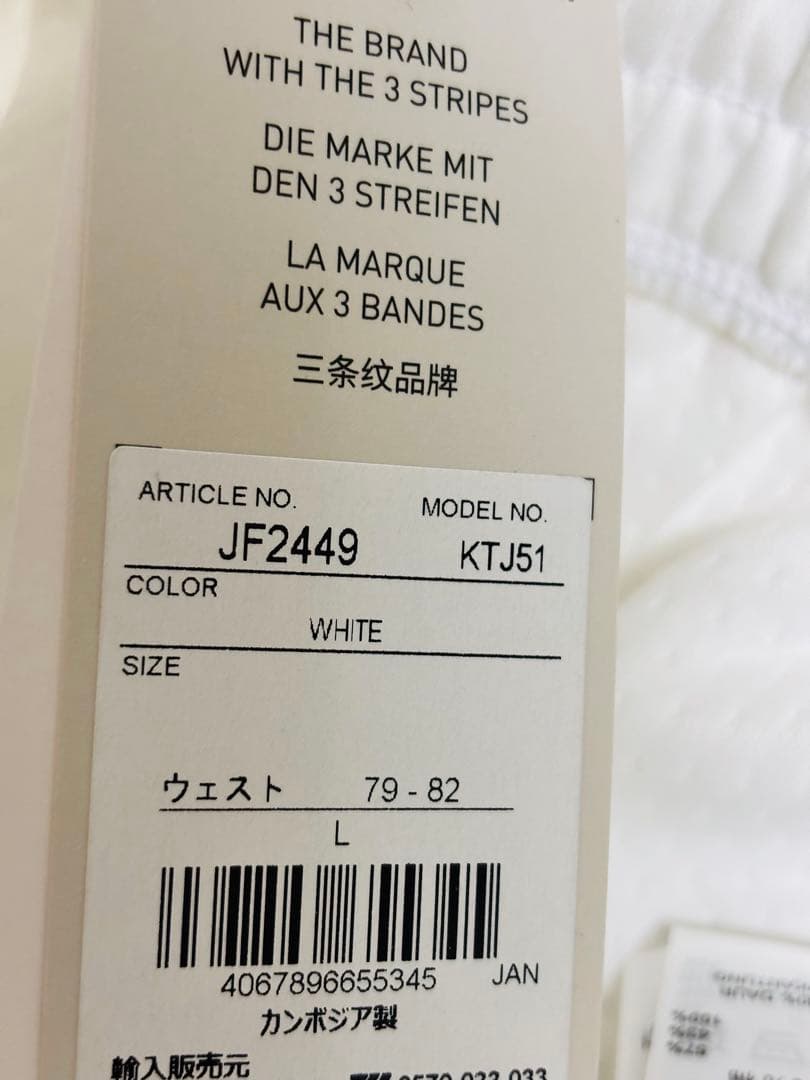 THE BRAND
WITH THE 3 STRIPES
DIE MARKE MIT
DEN 3 STREIFEN
LA MARQUE
AUX 3 BANDES
三条纹品牌
ARTICLE NO. MODEL NO.
JF2449 KTJ51
COLOR
WHITE
SIZE
ウェスト 79 - 82
L
4067896655345 JAN
カンボジア製
輸入販売元